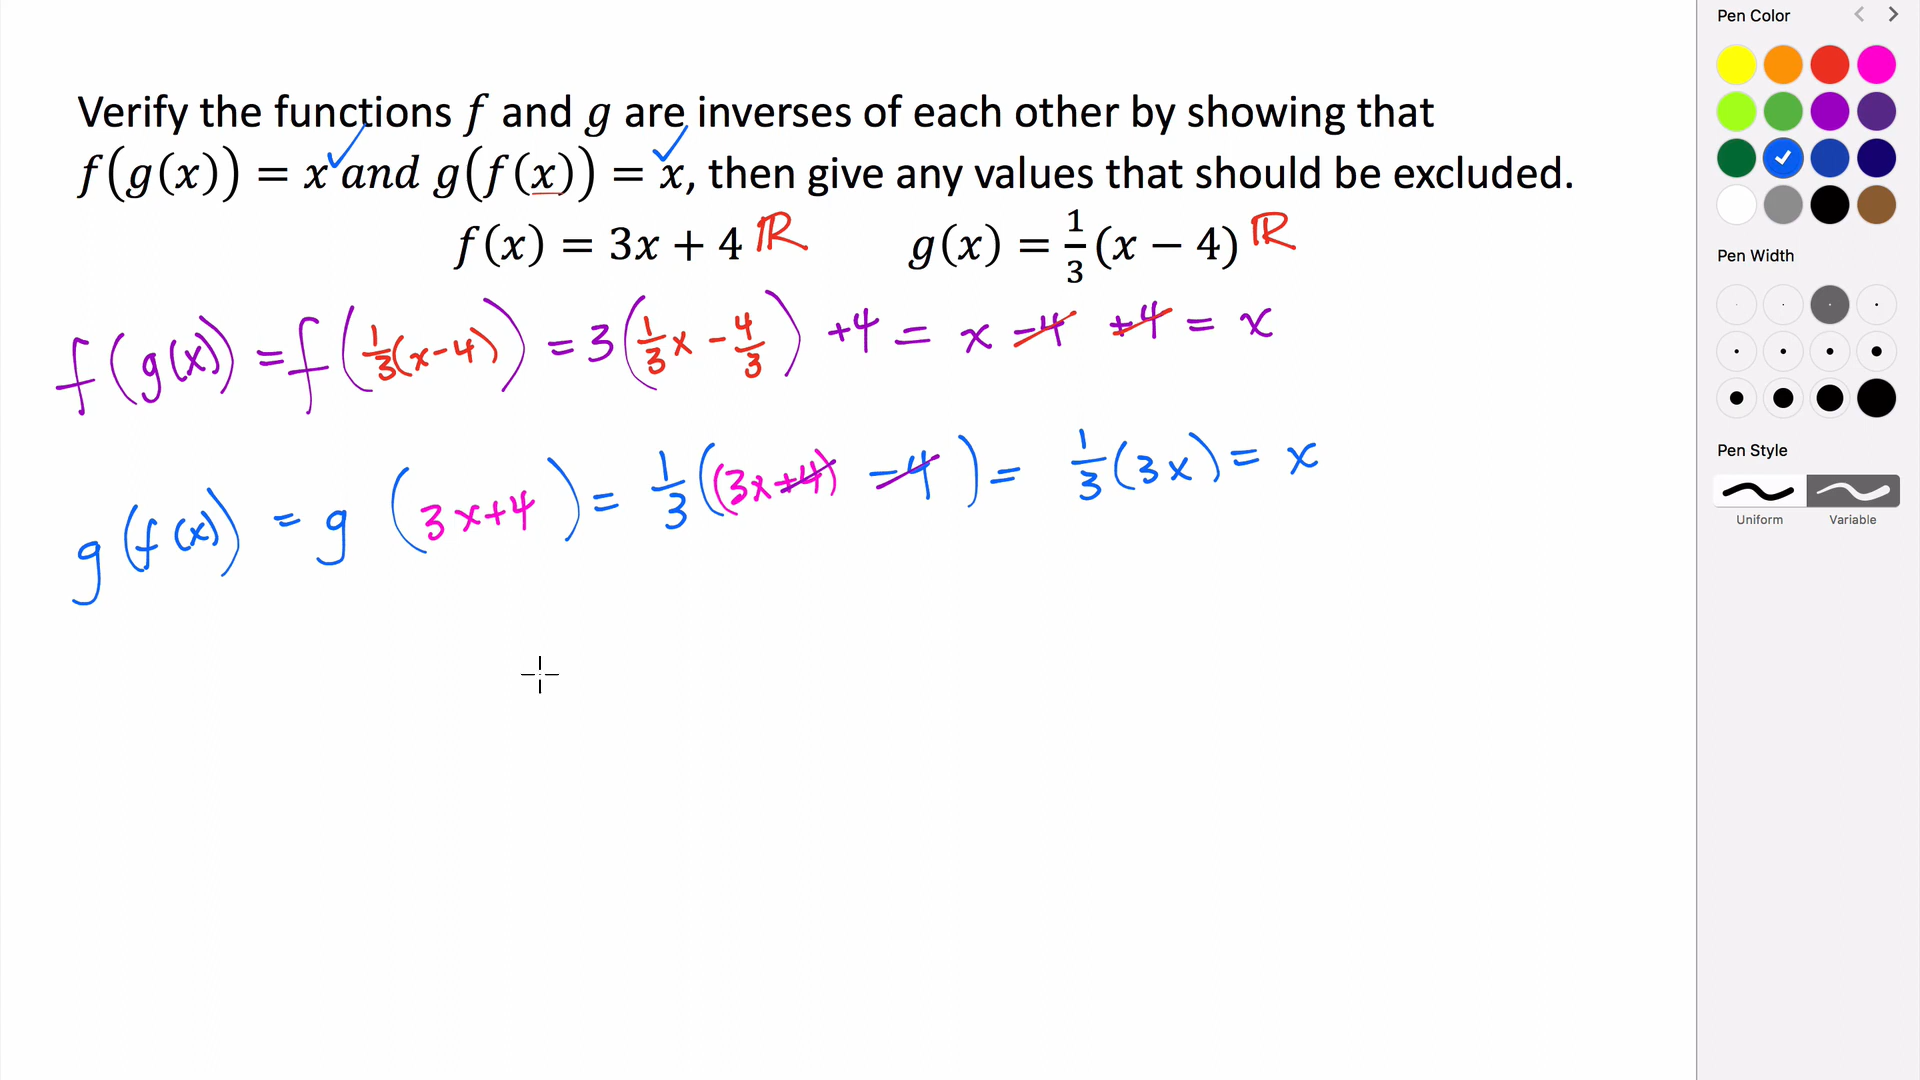 Verify the functions f and g are inverses of each other by showing that
f(g(x)) = x and g(f(x)) = x, then give any values that should be excluded.
f(x) = 3x + 4 ℝ g(x) = 1/3 (x − 4) ℝ
f(g(x)) = f(1/3(x-4)) = 3(1/3x - 4/3) +4 = x -4 +4 = x
g(f(x)) = g(3x+4) = 1/3((3x+4) -4) = 1/3(3x) = x
Pen Color
Pen Width
Pen Style
Uniform Variable